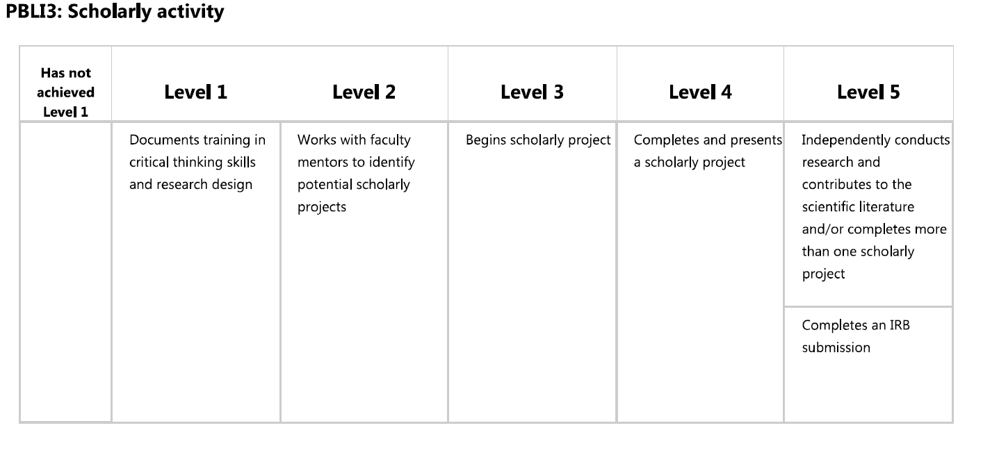 PBLI3: Scholarly activity
Has not
achieved
Level 1
Level 1
Level 2
Level 3
Level 4
Level 5
Documents training in
critical thinking skills
and research design
Works with faculty
mentors to identify
potential scholarly
projects
Begins scholarly project
Completes and presents
a scholarly project
Independently conducts
research and
contributes to the
scientific literature
and/or completes more
than one scholarly
project
Completes an IRB
submission